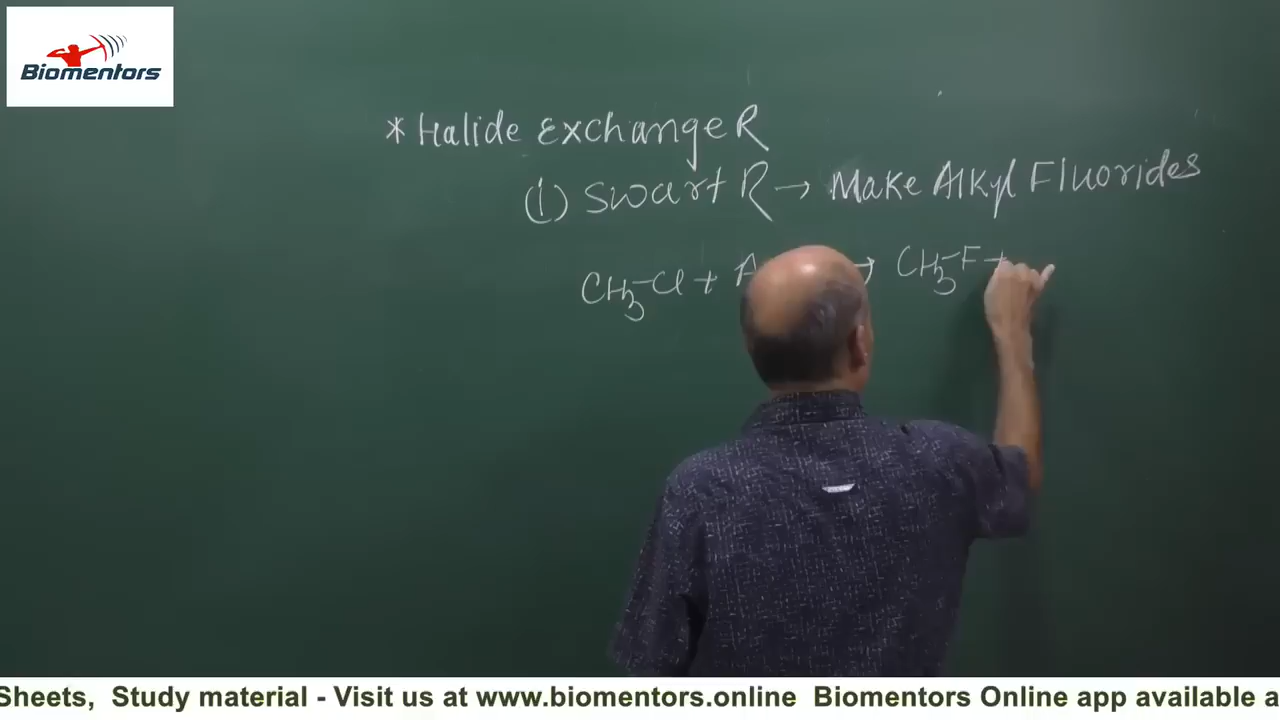 Biomentors
* Halide Exchange R
(1) Swart R → Make Alkyl Fluorides
CH3-Cl + A → CH3-F +
Sheets, Study material - Visit us at www.biomentors.online Biomentors Online app available a